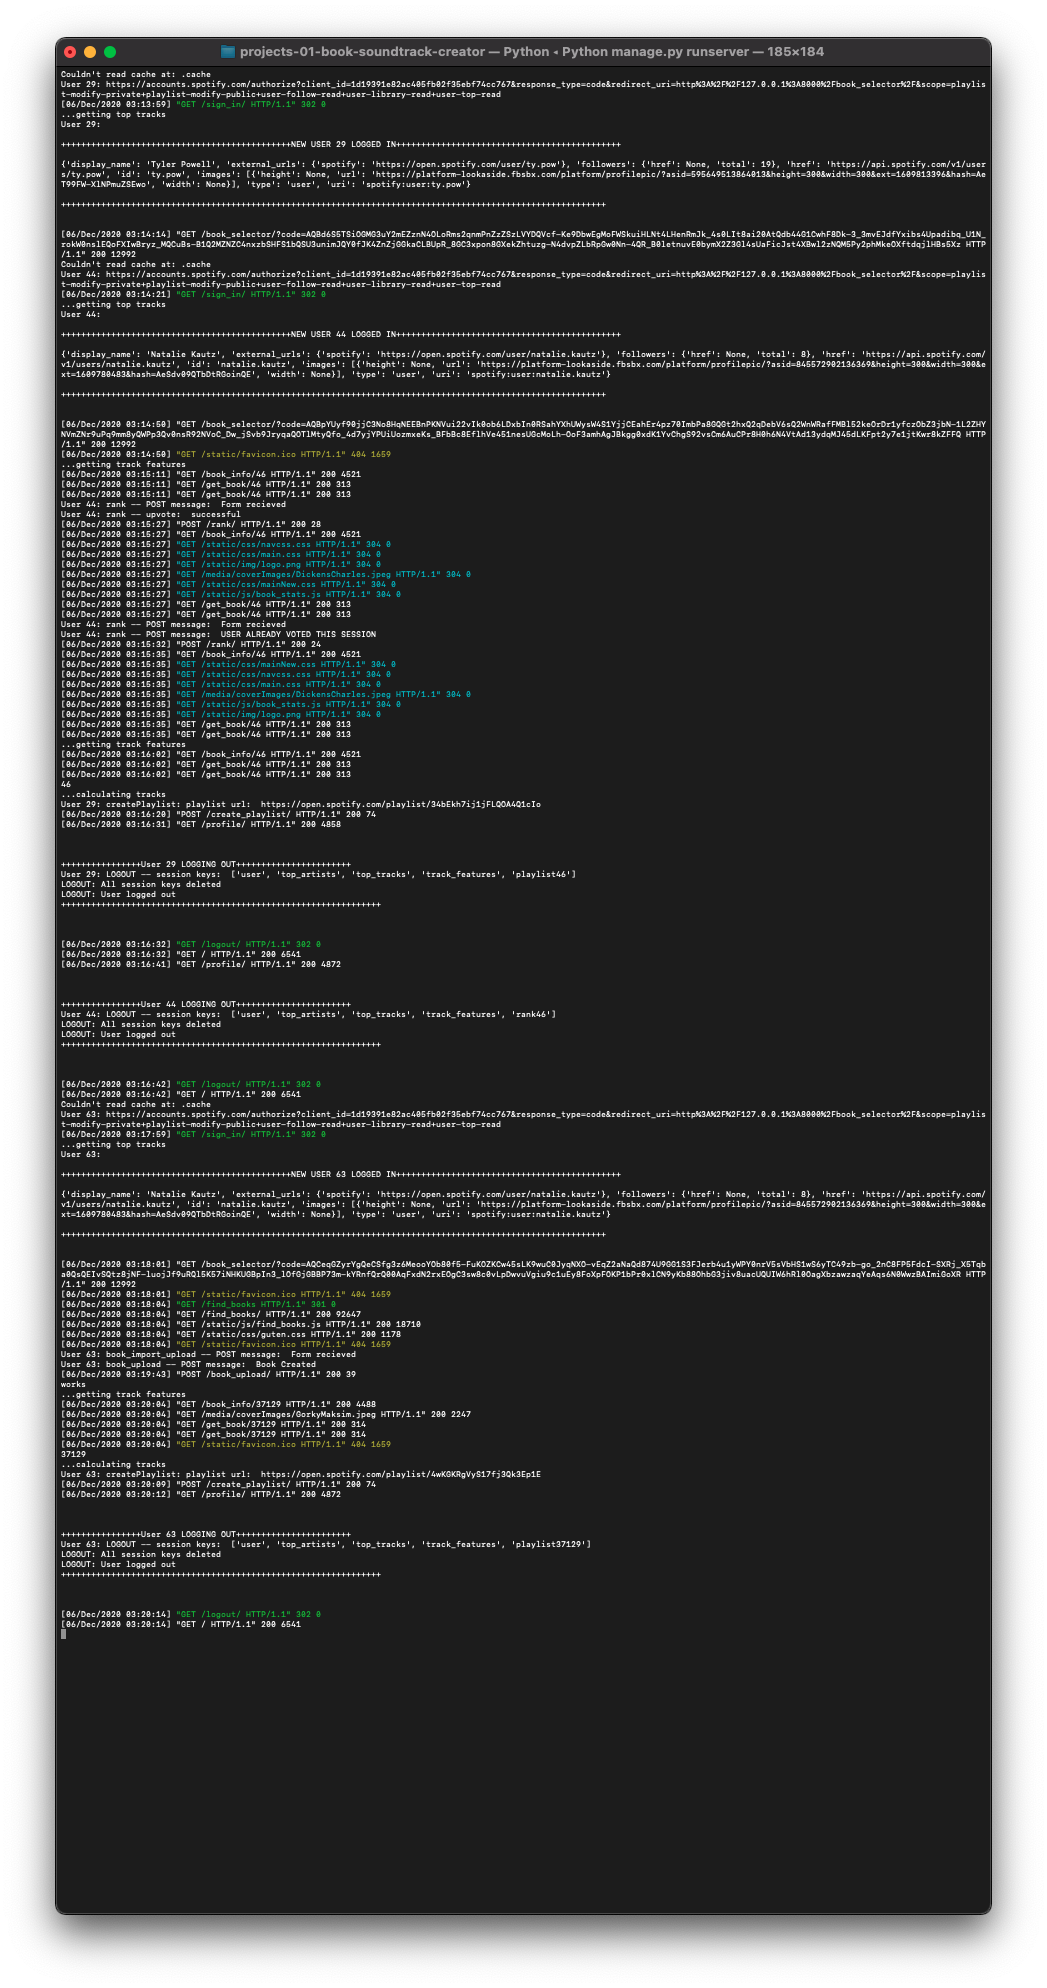 projects-01-book-soundtrack-creator — Python ◂ Python manage.py runserver — 185×184
Couldn't read cache at: .cache
User 29: https://accounts.spotify.com/authorize?client_id=1d19391e82ac405fb02f35ebf74cc767&response_type=code&redirect_uri=http%3A%2F%2F127.0.0.1%3A8000%2Fbook_selector%2F&scope=playlis
t-modify-private+playlist-modify-public+user-follow-read+user-library-read+user-top-read
[06/Dec/2020 03:13:59] "GET /sign_in/ HTTP/1.1" 302 0
...getting top tracks
User 29:
++++++++++++++++++++++++++++++++++++++++++++++NEW USER 29 LOGGED IN+++++++++++++++++++++++++++++++++++++++++++++
{'display_name': 'Tyler Powell', 'external_urls': {'spotify': 'https://open.spotify.com/user/ty.pow'}, 'followers': {'href': None, 'total': 19}, 'href': 'https://api.spotify.com/v1/user
s/ty.pow', 'id': 'ty.pow', 'images': [{'height': None, 'url': 'https://platform-lookaside.fbsbx.com/platform/profilepic/?asid=595649513864013&height=300&width=300&ext=1609813396&hash=Ae
T99FW-XlNPmuZSEwo', 'width': None}], 'type': 'user', 'uri': 'spotify:user:ty.pow'}
+++++++++++++++++++++++++++++++++++++++++++++++++++++++++++++++++++++++++++++++++++++++++++++++++++++++++++++
[06/Dec/2020 03:14:14] "GET HTTP
/1.1" 200 12992
Couldn't read cache at: .cache
User 44: https://accounts.spotify.com/authorize?client_id=1d19391e82ac405fb02f35ebf74cc767&response_type=code&redirect_uri=http%3A%2F%2F127.0.0.1%3A8000%2Fbook_selector%2F&scope=playlis
t-modify-private+playlist-modify-public+user-follow-read+user-library-read+user-top-read
[06/Dec/2020 03:14:21] "GET /sign_in/ HTTP/1.1" 302 0
...getting top tracks
User 44:
++++++++++++++++++++++++++++++++++++++++++++++NEW USER 44 LOGGED IN+++++++++++++++++++++++++++++++++++++++++++++
{'display_name': 'Natalie Kautz', 'external_urls': {'spotify': 'https://open.spotify.com/user/natalie.kautz'}, 'followers': {'href': None, 'total': 8}, 'href': 'https://api.spotify.com/
v1/users/natalie.kautz', 'id': 'natalie.kautz', 'images': [{'height': None, 'url': 'https://platform-lookaside.fbsbx.com/platform/profilepic/?asid=845572902136369&height=300&width=300&e
xt=1609780483&hash=AeSdv09QTbDtRGoinQE', 'width': None}], 'type': 'user', 'uri': 'spotify:user:natalie.kautz'}
+++++++++++++++++++++++++++++++++++++++++++++++++++++++++++++++++++++++++++++++++++++++++++++++++++++++++++++
[06/Dec/2020 03:14:50] "GET HTTP
/1.1" 200 12992
[06/Dec/2020 03:14:50] "GET /static/favicon.ico HTTP/1.1" 404 1659
...getting track features
[06/Dec/2020 03:15:11] "GET /book_info/46 HTTP/1.1" 200 4521
[06/Dec/2020 03:15:11] "GET /get_book/46 HTTP/1.1" 200 313
[06/Dec/2020 03:15:11] "GET /get_book/46 HTTP/1.1" 200 313
User 44: rank -- POST message:  Form recieved
User 44: rank -- upvote:  successful
[06/Dec/2020 03:15:27] "POST /rank/ HTTP/1.1" 200 28
[06/Dec/2020 03:15:27] "GET /book_info/46 HTTP/1.1" 200 4521
[06/Dec/2020 03:15:27] "GET /static/css/navcss.css HTTP/1.1" 304 0
[06/Dec/2020 03:15:27] "GET /static/css/main.css HTTP/1.1" 304 0
[06/Dec/2020 03:15:27] "GET /static/img/logo.png HTTP/1.1" 304 0
[06/Dec/2020 03:15:27] "GET /media/coverImages/DickensCharles.jpeg HTTP/1.1" 304 0
[06/Dec/2020 03:15:27] "GET /static/css/mainNew.css HTTP/1.1" 304 0
[06/Dec/2020 03:15:27] "GET /static/js/book_stats.js HTTP/1.1" 304 0
[06/Dec/2020 03:15:27] "GET /get_book/46 HTTP/1.1" 200 313
[06/Dec/2020 03:15:27] "GET /get_book/46 HTTP/1.1" 200 313
User 44: rank -- POST message:  Form recieved
User 44: rank -- POST message:  USER ALREADY VOTED THIS SESSION
[06/Dec/2020 03:15:32] "POST /rank/ HTTP/1.1" 200 24
[06/Dec/2020 03:15:35] "GET /book_info/46 HTTP/1.1" 200 4521
[06/Dec/2020 03:15:35] "GET /static/css/mainNew.css HTTP/1.1" 304 0
[06/Dec/2020 03:15:35] "GET /static/css/navcss.css HTTP/1.1" 304 0
[06/Dec/2020 03:15:35] "GET /static/css/main.css HTTP/1.1" 304 0
[06/Dec/2020 03:15:35] "GET /media/coverImages/DickensCharles.jpeg HTTP/1.1" 304 0
[06/Dec/2020 03:15:35] "GET /static/js/book_stats.js HTTP/1.1" 304 0
[06/Dec/2020 03:15:35] "GET /static/img/logo.png HTTP/1.1" 304 0
[06/Dec/2020 03:15:35] "GET /get_book/46 HTTP/1.1" 200 313
[06/Dec/2020 03:15:35] "GET /get_book/46 HTTP/1.1" 200 313
...getting track features
[06/Dec/2020 03:16:02] "GET /book_info/46 HTTP/1.1" 200 4521
[06/Dec/2020 03:16:02] "GET /get_book/46 HTTP/1.1" 200 313
[06/Dec/2020 03:16:02] "GET /get_book/46 HTTP/1.1" 200 313
46
...calculating tracks
User 29: createPlaylist: playlist url:  https://open.spotify.com/playlist/34bEkh7ij1jFLQOA4Q1cIo
[06/Dec/2020 03:16:20] "POST /create_playlist/ HTTP/1.1" 200 74
[06/Dec/2020 03:16:31] "GET /profile/ HTTP/1.1" 200 4858
++++++++++++++++User 29 LOGGING OUT+++++++++++++++++++++++
User 29: LOGOUT -- session keys:  ['user', 'top_artists', 'top_tracks', 'track_features', 'playlist46']
LOGOUT: All session keys deleted
LOGOUT: User logged out
++++++++++++++++++++++++++++++++++++++++++++++++++++++++++++++++
[06/Dec/2020 03:16:32] "GET /logout/ HTTP/1.1" 302 0
[06/Dec/2020 03:16:32] "GET / HTTP/1.1" 200 6541
[06/Dec/2020 03:16:41] "GET /profile/ HTTP/1.1" 200 4872
++++++++++++++++User 44 LOGGING OUT+++++++++++++++++++++++
User 44: LOGOUT -- session keys:  ['user', 'top_artists', 'top_tracks', 'track_features', 'rank46']
LOGOUT: All session keys deleted
LOGOUT: User logged out
++++++++++++++++++++++++++++++++++++++++++++++++++++++++++++++++
[06/Dec/2020 03:16:42] "GET /logout/ HTTP/1.1" 302 0
[06/Dec/2020 03:16:42] "GET / HTTP/1.1" 200 6541
Couldn't read cache at: .cache
User 63: https://accounts.spotify.com/authorize?client_id=1d19391e82ac405fb02f35ebf74cc767&response_type=code&redirect_uri=http%3A%2F%2F127.0.0.1%3A8000%2Fbook_selector%2F&scope=playlis
t-modify-private+playlist-modify-public+user-follow-read+user-library-read+user-top-read
[06/Dec/2020 03:17:59] "GET /sign_in/ HTTP/1.1" 302 0
...getting top tracks
User 63:
++++++++++++++++++++++++++++++++++++++++++++++NEW USER 63 LOGGED IN+++++++++++++++++++++++++++++++++++++++++++++
{'display_name': 'Natalie Kautz', 'external_urls': {'spotify': 'https://open.spotify.com/user/natalie.kautz'}, 'followers': {'href': None, 'total': 8}, 'href': 'https://api.spotify.com/
v1/users/natalie.kautz', 'id': 'natalie.kautz', 'images': [{'height': None, 'url': 'https://platform-lookaside.fbsbx.com/platform/profilepic/?asid=845572902136369&height=300&width=300&e
xt=1609780483&hash=AeSdv09QTbDtRGoinQE', 'width': None}], 'type': 'user', 'uri': 'spotify:user:natalie.kautz'}
+++++++++++++++++++++++++++++++++++++++++++++++++++++++++++++++++++++++++++++++++++++++++++++++++++++++++++++
[06/Dec/2020 03:18:01] "GET HTTP
/1.1" 200 12992
[06/Dec/2020 03:18:01] "GET /static/favicon.ico HTTP/1.1" 404 1659
[06/Dec/2020 03:18:04] "GET /find_books HTTP/1.1" 301 0
[06/Dec/2020 03:18:04] "GET /find_books/ HTTP/1.1" 200 92647
[06/Dec/2020 03:18:04] "GET /static/js/find_books.js HTTP/1.1" 200 18710
[06/Dec/2020 03:18:04] "GET /static/css/guten.css HTTP/1.1" 200 1178
[06/Dec/2020 03:18:04] "GET /static/favicon.ico HTTP/1.1" 404 1659
User 63: book_import_upload -- POST message:  Form recieved
User 63: book_upload -- POST message:  Book Created
[06/Dec/2020 03:19:43] "POST /book_upload/ HTTP/1.1" 200 39
works
...getting track features
[06/Dec/2020 03:20:04] "GET /book_info/37129 HTTP/1.1" 200 4488
[06/Dec/2020 03:20:04] "GET /media/coverImages/GorkyMaksim.jpeg HTTP/1.1" 200 2247
[06/Dec/2020 03:20:04] "GET /get_book/37129 HTTP/1.1" 200 314
[06/Dec/2020 03:20:04] "GET /get_book/37129 HTTP/1.1" 200 314
[06/Dec/2020 03:20:04] "GET /static/favicon.ico HTTP/1.1" 404 1659
37129
...calculating tracks
User 63: createPlaylist: playlist url:  https://open.spotify.com/playlist/4wKGKRgVyS17fj3Qk3Ep1E
[06/Dec/2020 03:20:09] "POST /create_playlist/ HTTP/1.1" 200 74
[06/Dec/2020 03:20:12] "GET /profile/ HTTP/1.1" 200 4872
++++++++++++++++User 63 LOGGING OUT+++++++++++++++++++++++
User 63: LOGOUT -- session keys:  ['user', 'top_artists', 'top_tracks', 'track_features', 'playlist37129']
LOGOUT: All session keys deleted
LOGOUT: User logged out
++++++++++++++++++++++++++++++++++++++++++++++++++++++++++++++++
[06/Dec/2020 03:20:14] "GET /logout/ HTTP/1.1" 302 0
[06/Dec/2020 03:20:14] "GET / HTTP/1.1" 200 6541